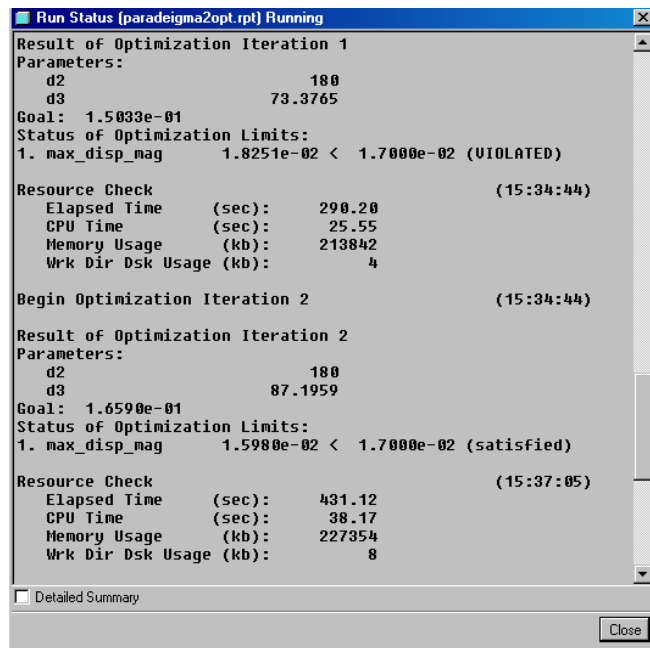 Run Status (paradeigma2opt.rpt) Running
Result of Optimization Iteration 1
Parameters:
d2 180
d3 73.3765
Goal: 1.5033e-01
Status of Optimization Limits:
1. max_disp_mag 1.8251e-02 < 1.7000e-02 (VIOLATED)
Resource Check (15:34:44)
Elapsed Time (sec): 290.20
CPU Time (sec): 25.55
Memory Usage (kb): 213842
Wrk Dir Dsk Usage (kb): 4
Begin Optimization Iteration 2 (15:34:44)
Result of Optimization Iteration 2
Parameters:
d2 180
d3 87.1959
Goal: 1.6590e-01
Status of Optimization Limits:
1. max_disp_mag 1.5980e-02 < 1.7000e-02 (satisfied)
Resource Check (15:37:05)
Elapsed Time (sec): 431.12
CPU Time (sec): 38.17
Memory Usage (kb): 227354
Wrk Dir Dsk Usage (kb): 8
Detailed Summary
Close